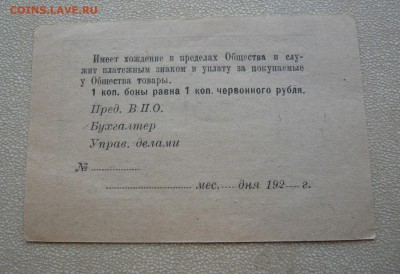 COINS.LAVE.RU
Имеет хождение в пределах Общества и слу-
жит платежным знаком в уплату за покупаемые
у Общества товары.
1 коп. боны равна 1 коп. червонного рубля.
Пред. В.П.О.
Бухгалтер
Управ. делами
№
мес. дня 192 г.